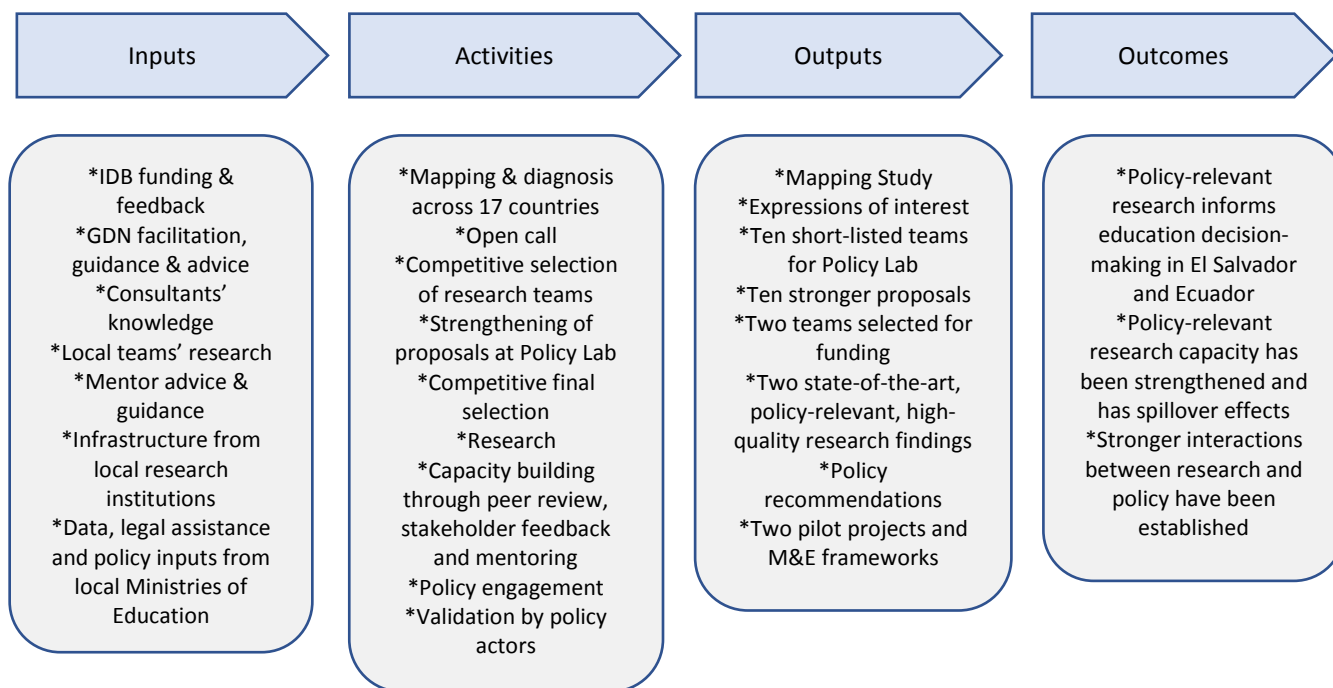 Inputs
Activities
Outputs
Outcomes
*IDB funding &
feedback
*GDN facilitation,
guidance & advice
*Consultants’
knowledge
*Local teams’ research
*Mentor advice &
guidance
*Infrastructure from
local research
institutions
*Data, legal assistance
and policy inputs from
local Ministries of
Education
*Mapping & diagnosis
across 17 countries
*Open call
*Competitive selection
of research teams
*Strengthening of
proposals at Policy Lab
*Competitive final
selection
*Research
*Capacity building
through peer review,
stakeholder feedback
and mentoring
*Policy engagement
*Validation by policy
actors
*Mapping Study
*Expressions of interest
*Ten short-listed teams
for Policy Lab
*Ten stronger proposals
*Two teams selected for
funding
*Two state-of-the-art,
policy-relevant, high-
quality research findings
*Policy
recommendations
*Two pilot projects and
M&E frameworks
*Policy-relevant
research informs
education decision-
making in El Salvador
and Ecuador
*Policy-relevant
research capacity has
been strengthened and
has spillover effects
*Stronger interactions
between research and
policy have been
established